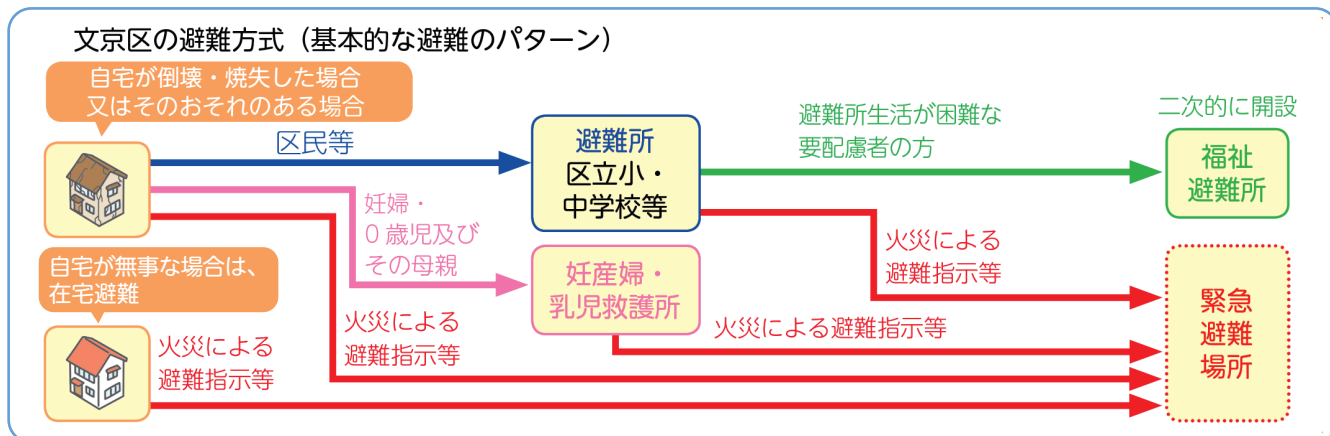 文京区の避難方式（基本的な避難のパターン）
自宅が倒壊・焼失した場合
又はそのおそれのある場合
区民等
避難所
区立小・
中学校等
避難所生活が困難な
要配慮者の方
二次的に開設
福祉
避難所
妊婦・
0歳児及び
その母親
妊産婦・
乳児救護所
火災による
避難指示等
自宅が無事な場合は、
在宅避難
火災による
避難指示等
火災による
避難指示等
火災による避難指示等
緊急
避難
場所